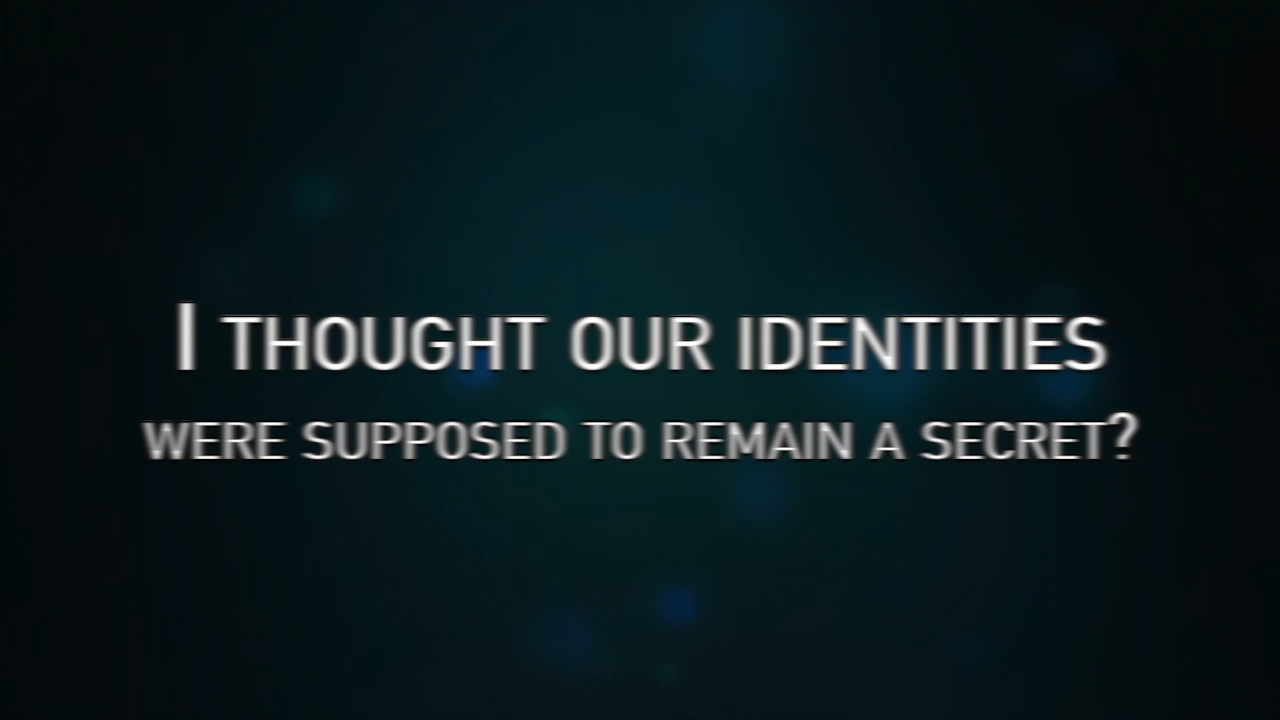 I THOUGHT OUR IDENTITIES
WERE SUPPOSED TO REMAIN A SECRET?